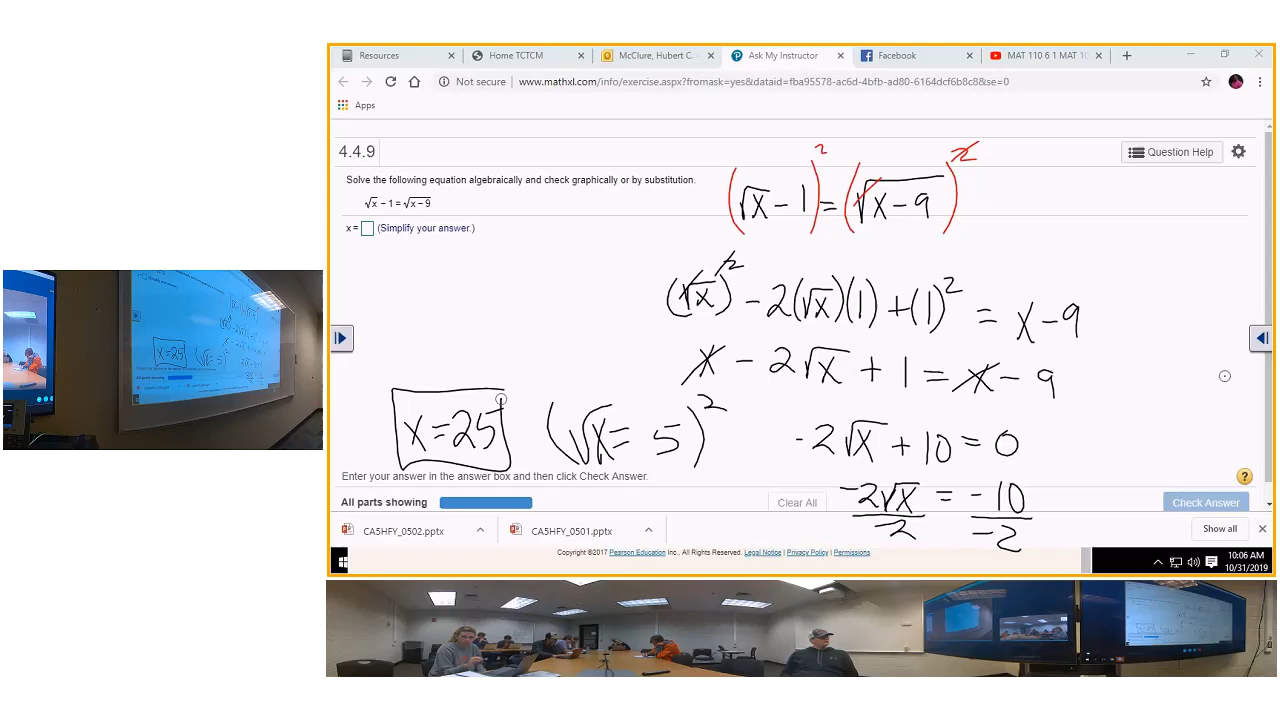 Resources
Home TCTCM
McClure, Hubert C.
Ask My Instructor
Facebook
MAT 110 6 1 MAT 10
Not secure www.mathxl.com/info/exercise.aspx?fromask=yes&dataid=fba95578-ac6d-4bfb-ad80-6164dcf6b8c8&se=0
Apps
4.4.9
Question Help
Solve the following equation algebraically and check graphically or by substitution.
√x − 1 = √x−9
x = (Simplify your answer.)
(√x − 1)² = (√x−9)²
(√x)² − 2(√x)(1) + (1)² = x−9
x − 2√x + 1 = x − 9
-2√x + 10 = 0
-2√x = -10
-2 -2
(√x = 5)²
x=25
Enter your answer in the answer box and then click Check Answer.
All parts showing
Clear All
Check Answer
?
CA5HFY_0502.pptx
CA5HFY_0501.pptx
Show all
Copyright ©2017 Pearson Education Inc., All Rights Reserved. Legal Notice | Privacy Policy | Permissions
10:06 AM
10/31/2019